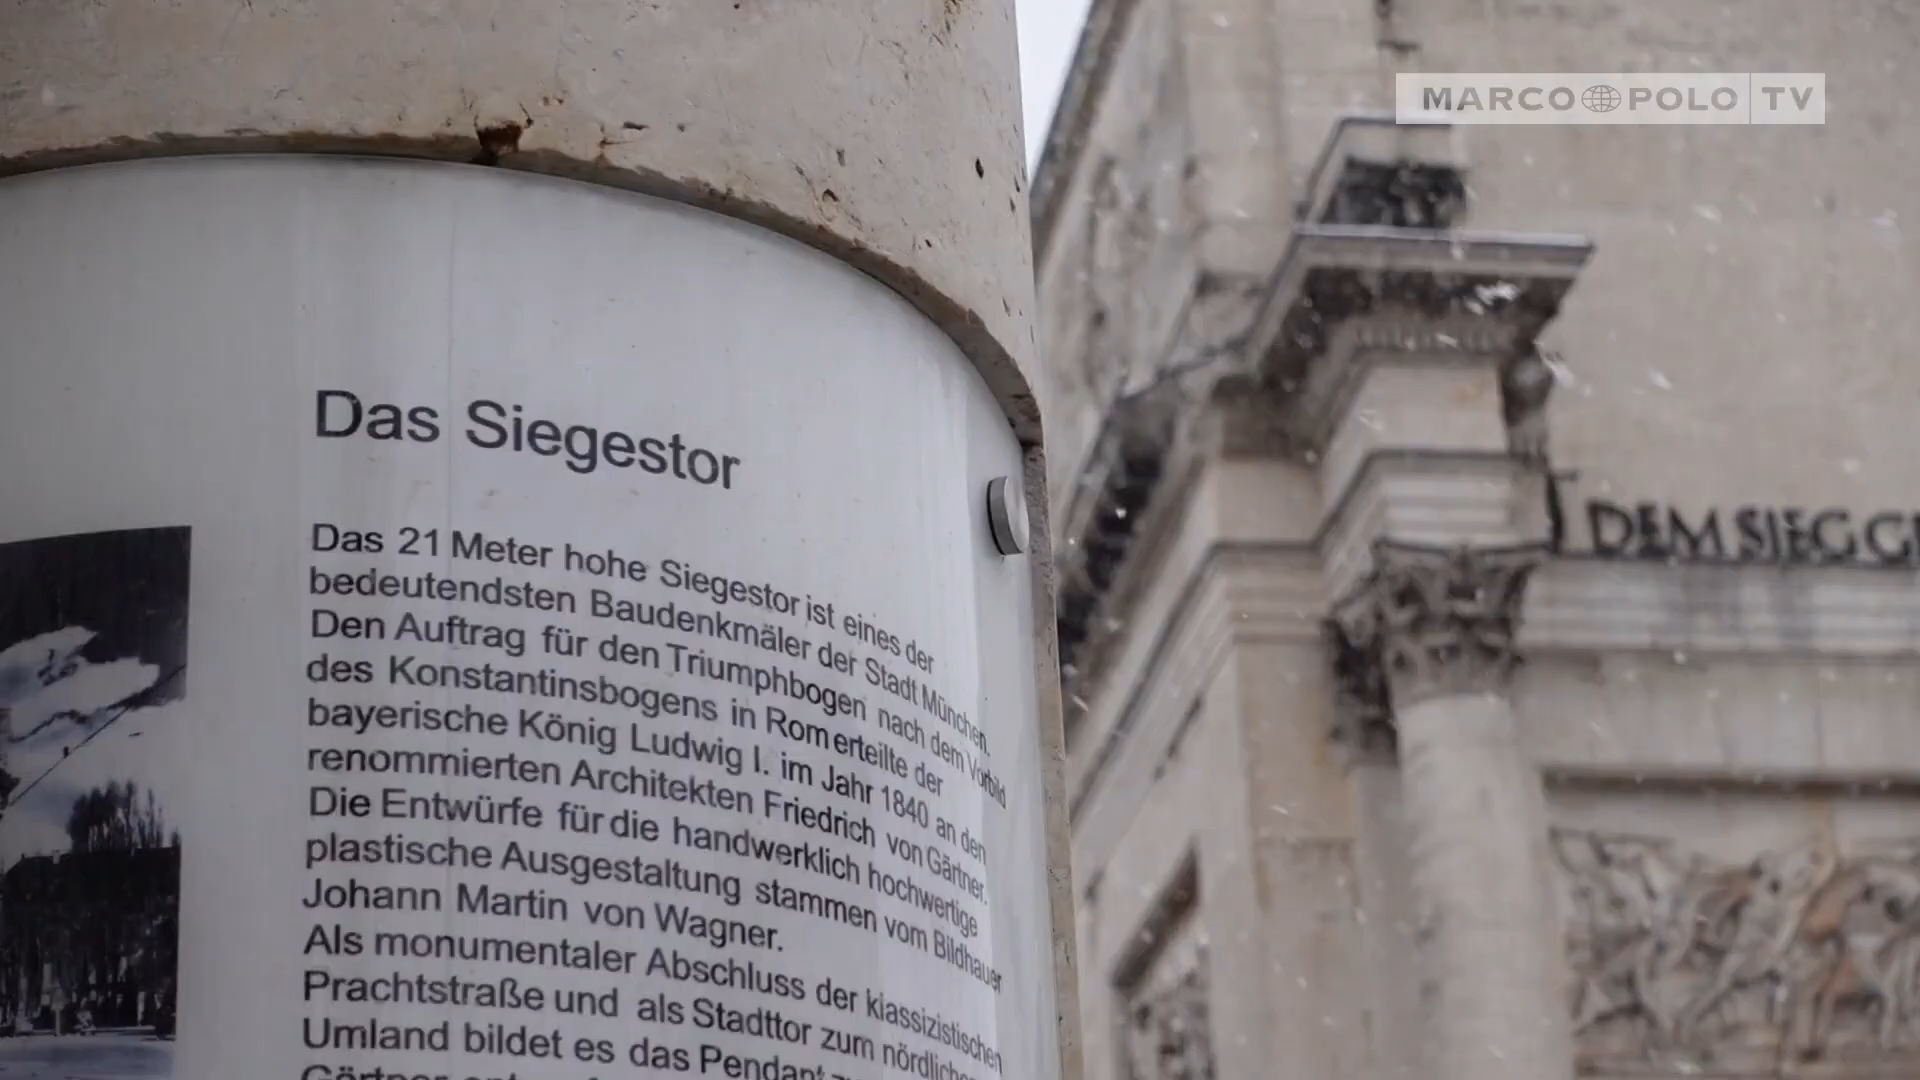 MARCO POLO TV
Das Siegestor
Das 21 Meter hohe Siegestor ist eines der
bedeutendsten Baudenkmäler der Stadt München.
Den Auftrag für den Triumphbogen nach dem Vorbild
des Konstantinsbogens in Rom erteilte der
bayerische König Ludwig I. im Jahr 1840 an den
renommierten Architekten Friedrich von Gärtner.
Die Entwürfe für die handwerklich hochwertige
plastische Ausgestaltung stammen vom Bildhauer
Johann Martin von Wagner.
Als monumentaler Abschluss der klassizistischen
Prachtstraße und als Stadttor zum
Umland bildet es das
DEM SIEG